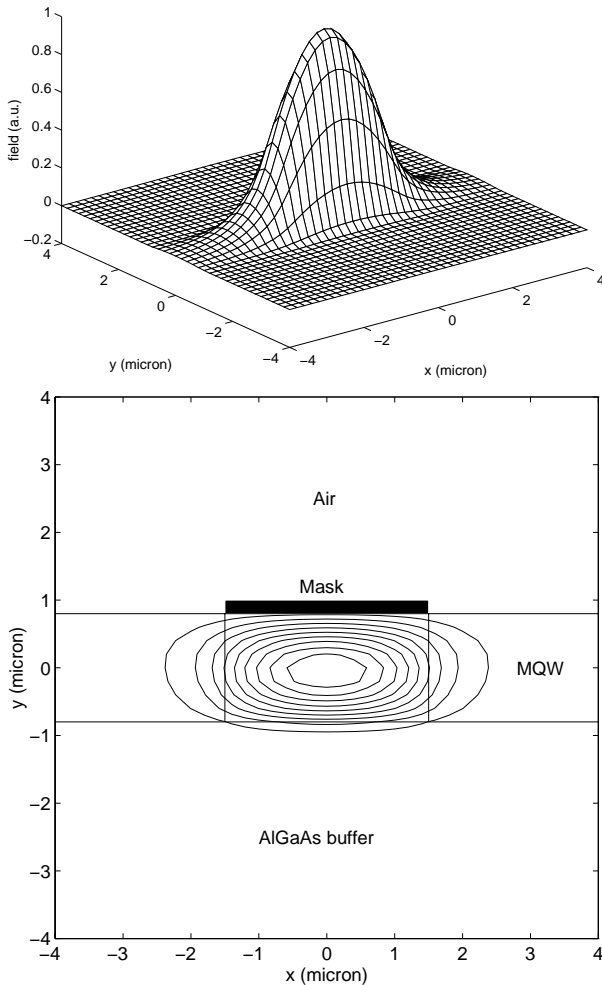 1
0.8
0.6
0.4
0.2
0
−0.2
field (a.u.)
4
2
0
−2
−4
y (micron)
−4
−2
0
2
4
x (micron)
4
3
2
1
0
−1
−2
−3
−4
y (micron)
Air
Mask
MQW
AlGaAs buffer
−4 −3 −2 −1 0 1 2 3 4
x (micron)